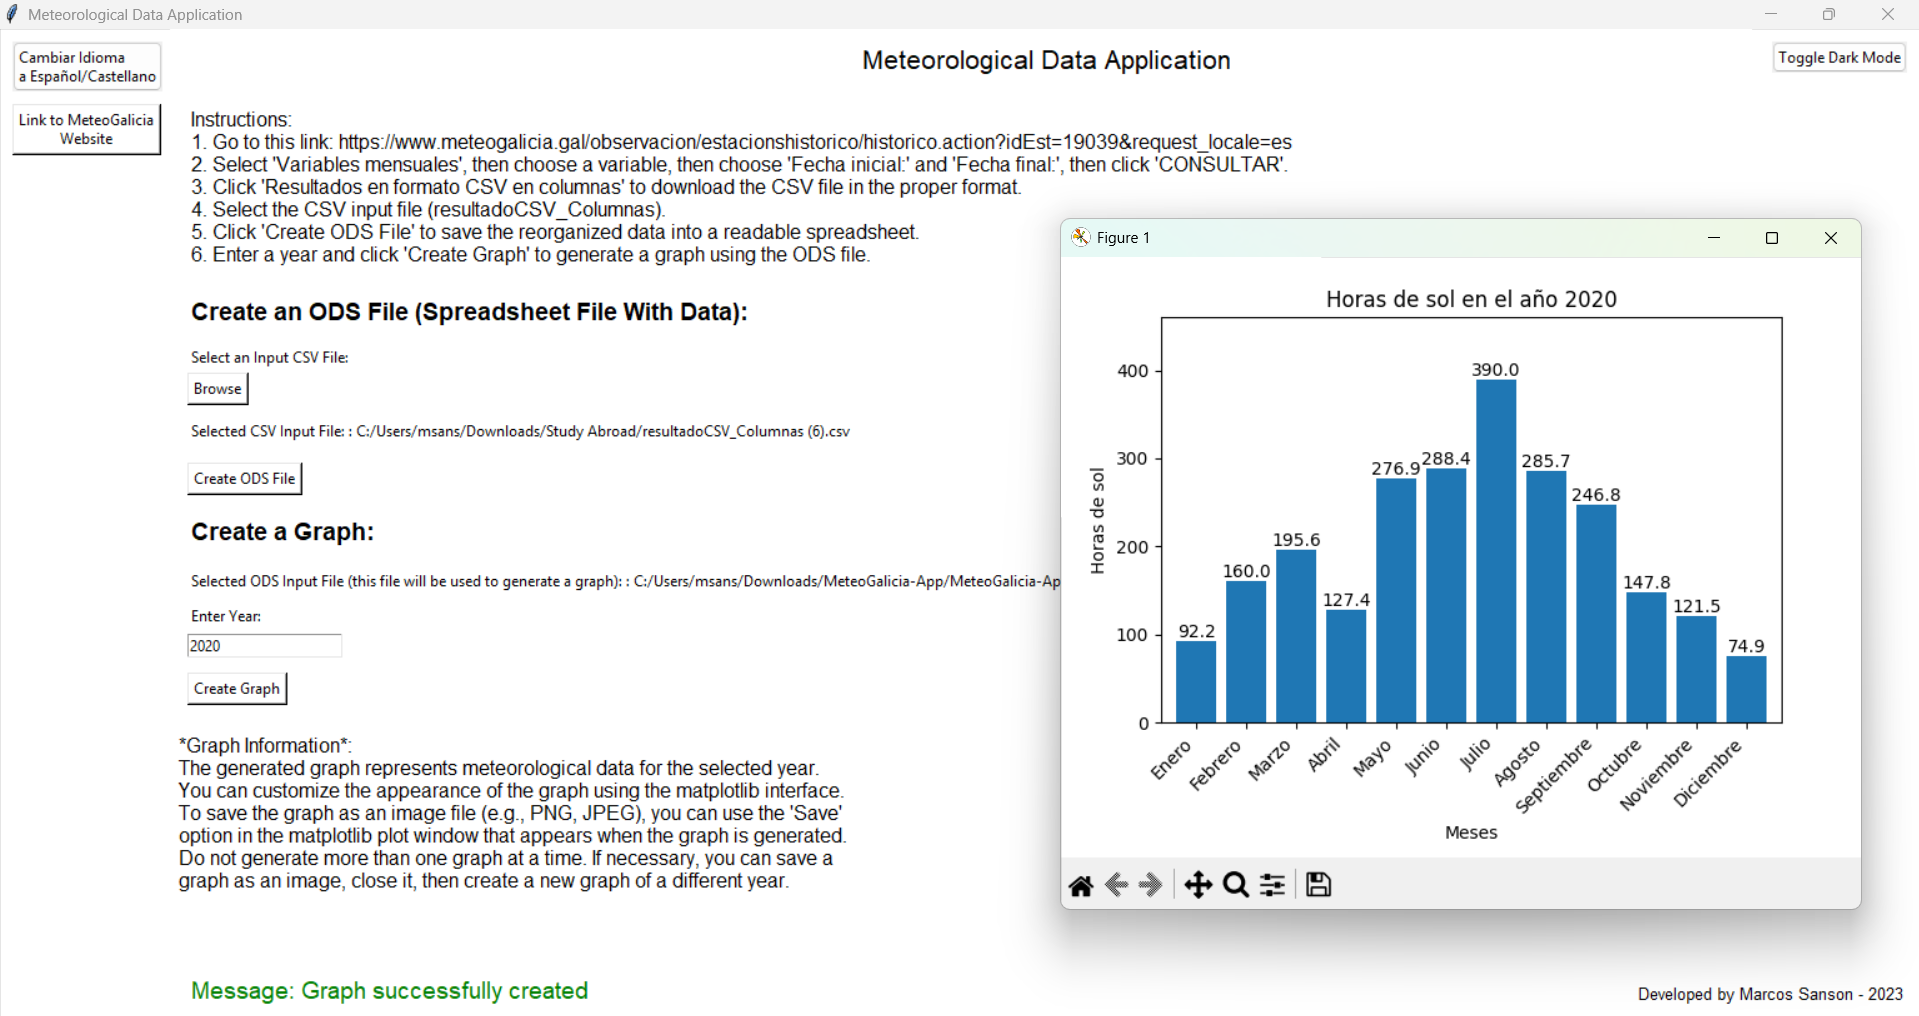 Meteorological Data Application
Cambiar Idioma
a Español/Castellano
Meteorological Data Application
Toggle Dark Mode
Link to MeteoGalicia
Website
Instructions:
1. Go to this link: https://www.meteogalicia.gal/observacion/estacionshistorico/historico.action?idEst=19039&request_locale=es
2. Select 'Variables mensuales', then choose a variable, then choose 'Fecha inicial:' and 'Fecha final:', then click 'CONSULTAR'.
3. Click 'Resultados en formato CSV en columnas' to download the CSV file in the proper format.
4. Select the CSV input file (resultadoCSV_Columnas).
5. Click 'Create ODS File' to save the reorganized data into a readable spreadsheet.
6. Enter a year and click 'Create Graph' to generate a graph using the ODS file.
Create an ODS File (Spreadsheet File With Data):
Select an Input CSV File:
Browse
Selected CSV Input File: : C:/Users/msans/Downloads/Study Abroad/resultadoCSV_Columnas (6).csv
Create ODS File
Create a Graph:
Selected ODS Input File (this file will be used to generate a graph): : C:/Users/msans/Downloads/MeteoGalicia-App/MeteoGalicia-Ap
Enter Year:
2020
Create Graph
*Graph Information*:
The generated graph represents meteorological data for the selected year.
You can customize the appearance of the graph using the matplotlib interface.
To save the graph as an image file (e.g., PNG, JPEG), you can use the 'Save'
option in the matplotlib plot window that appears when the graph is generated.
Do not generate more than one graph at a time. If necessary, you can save a
graph as an image, close it, then create a new graph of a different year.
Message: Graph successfully created
Figure 1
Horas de sol en el año 2020
Horas de sol
400
300
200
100
0
92.2
160.0
195.6
127.4
276.9
288.4
390.0
285.7
246.8
147.8
121.5
74.9
Enero
Febrero
Marzo
Abril
Mayo
Junio
Julio
Agosto
Septiembre
Octubre
Noviembre
Diciembre
Meses
Developed by Marcos Sanson - 2023